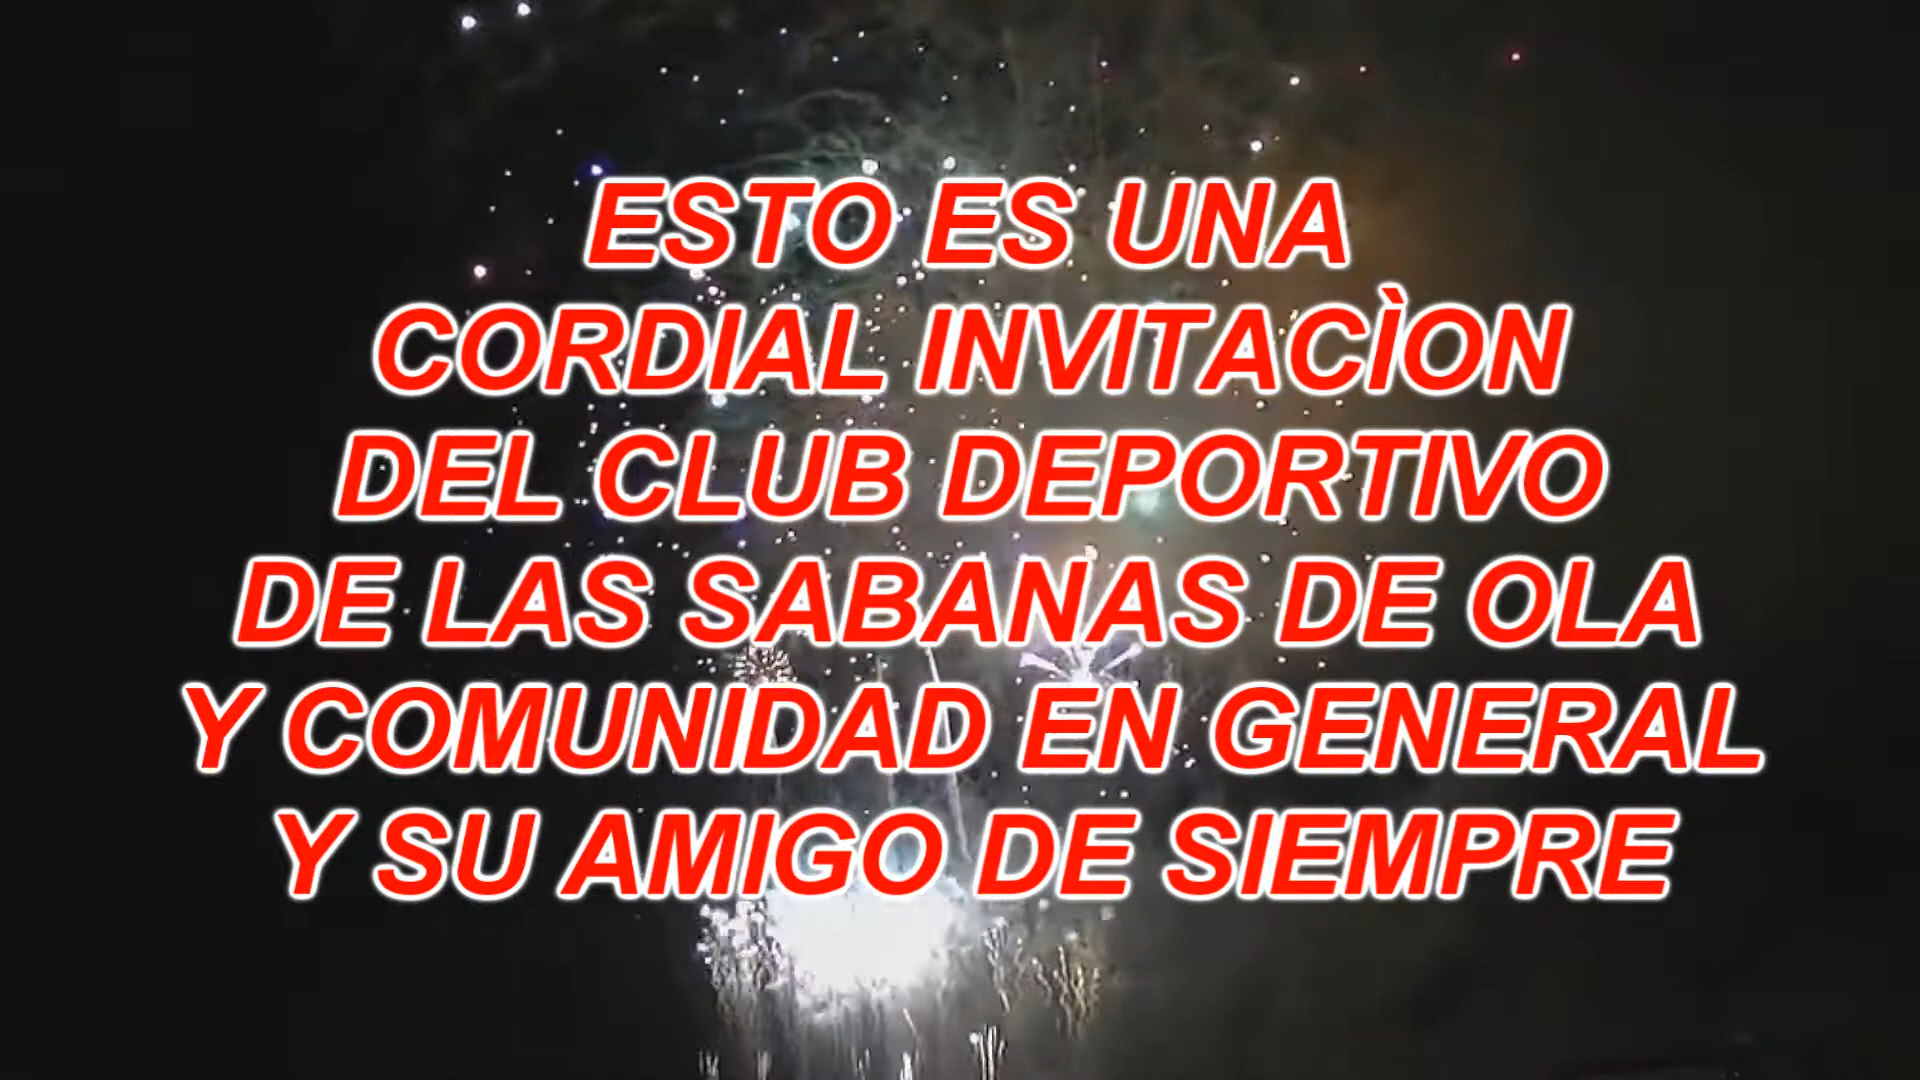 ESTO ES UNA
CORDIAL INVITACÌON
DEL CLUB DEPORTIVO
DE LAS SABANAS DE OLA
Y COMUNIDAD EN GENERAL
Y SU AMIGO DE SIEMPRE